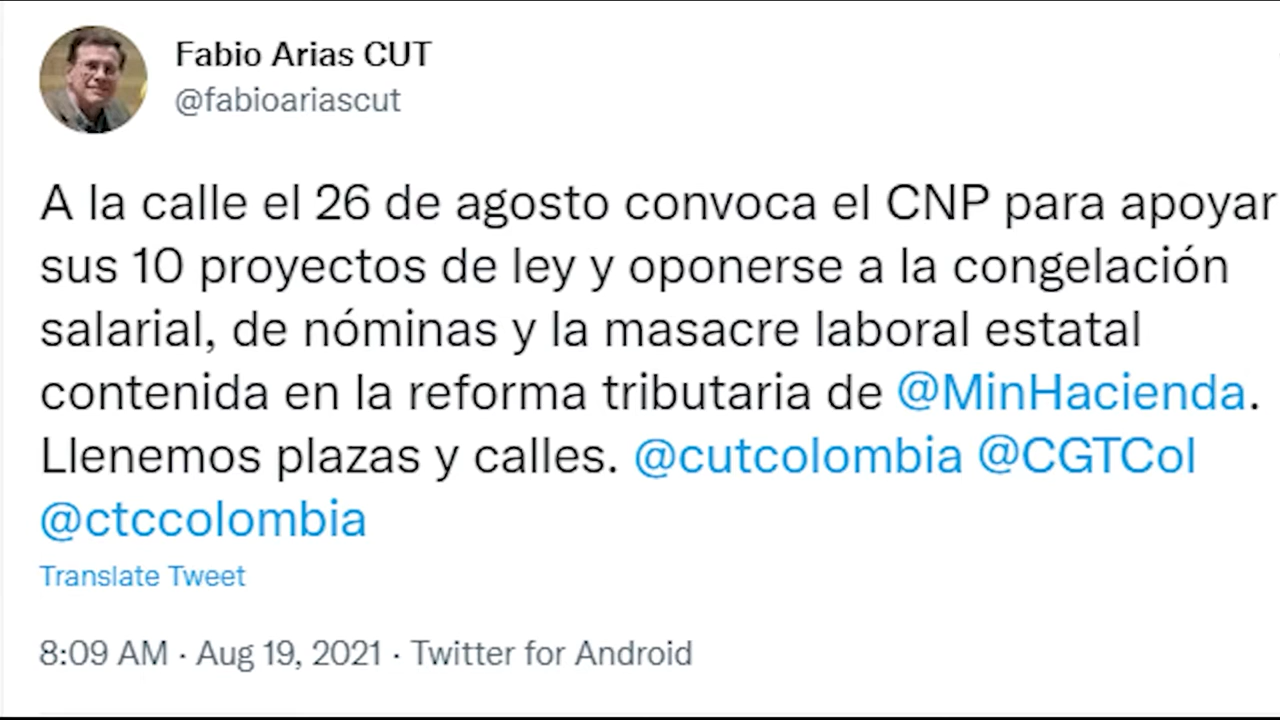 Fabio Arias CUT
@fabioariascut
A la calle el 26 de agosto convoca el CNP para apoyar
sus 10 proyectos de ley y oponerse a la congelación
salarial, de nóminas y la masacre laboral estatal
contenida en la reforma tributaria de @MinHacienda.
Llenemos plazas y calles. @cutcolombia @CGTCol
@ctccolombia
Translate Tweet
8:09 AM · Aug 19, 2021 · Twitter for Android